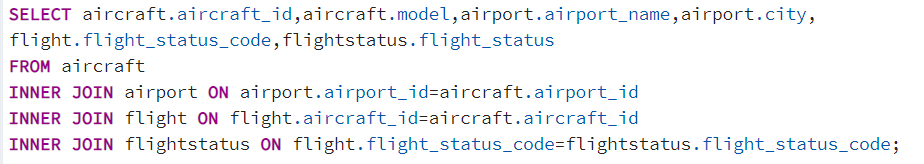 SELECT aircraft.aircraft_id,aircraft.model,airport.airport_name,airport.city,
flight.flight_status_code,flightstatus.flight_status
FROM aircraft
INNER JOIN airport ON airport.airport_id=aircraft.airport_id
INNER JOIN flight ON flight.aircraft_id=aircraft.aircraft_id
INNER JOIN flightstatus ON flight.flight_status_code=flightstatus.flight_status_code;